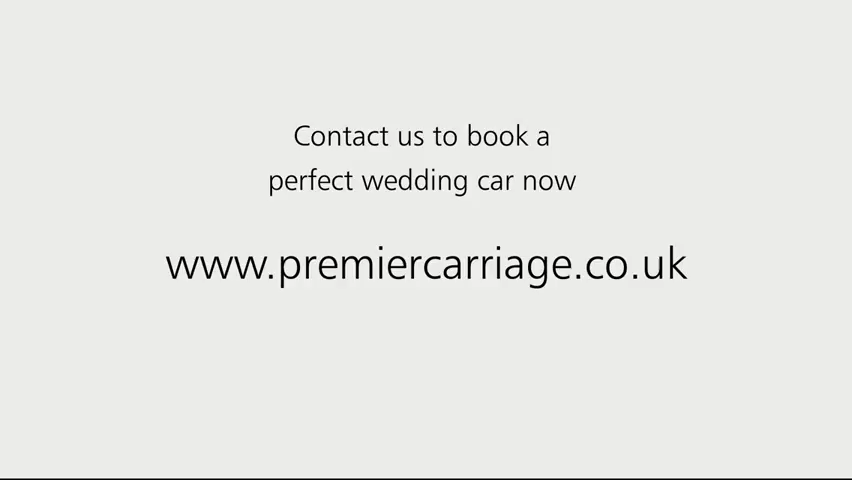 Contact us to book a
perfect wedding car now
www.premiercarriage.co.uk